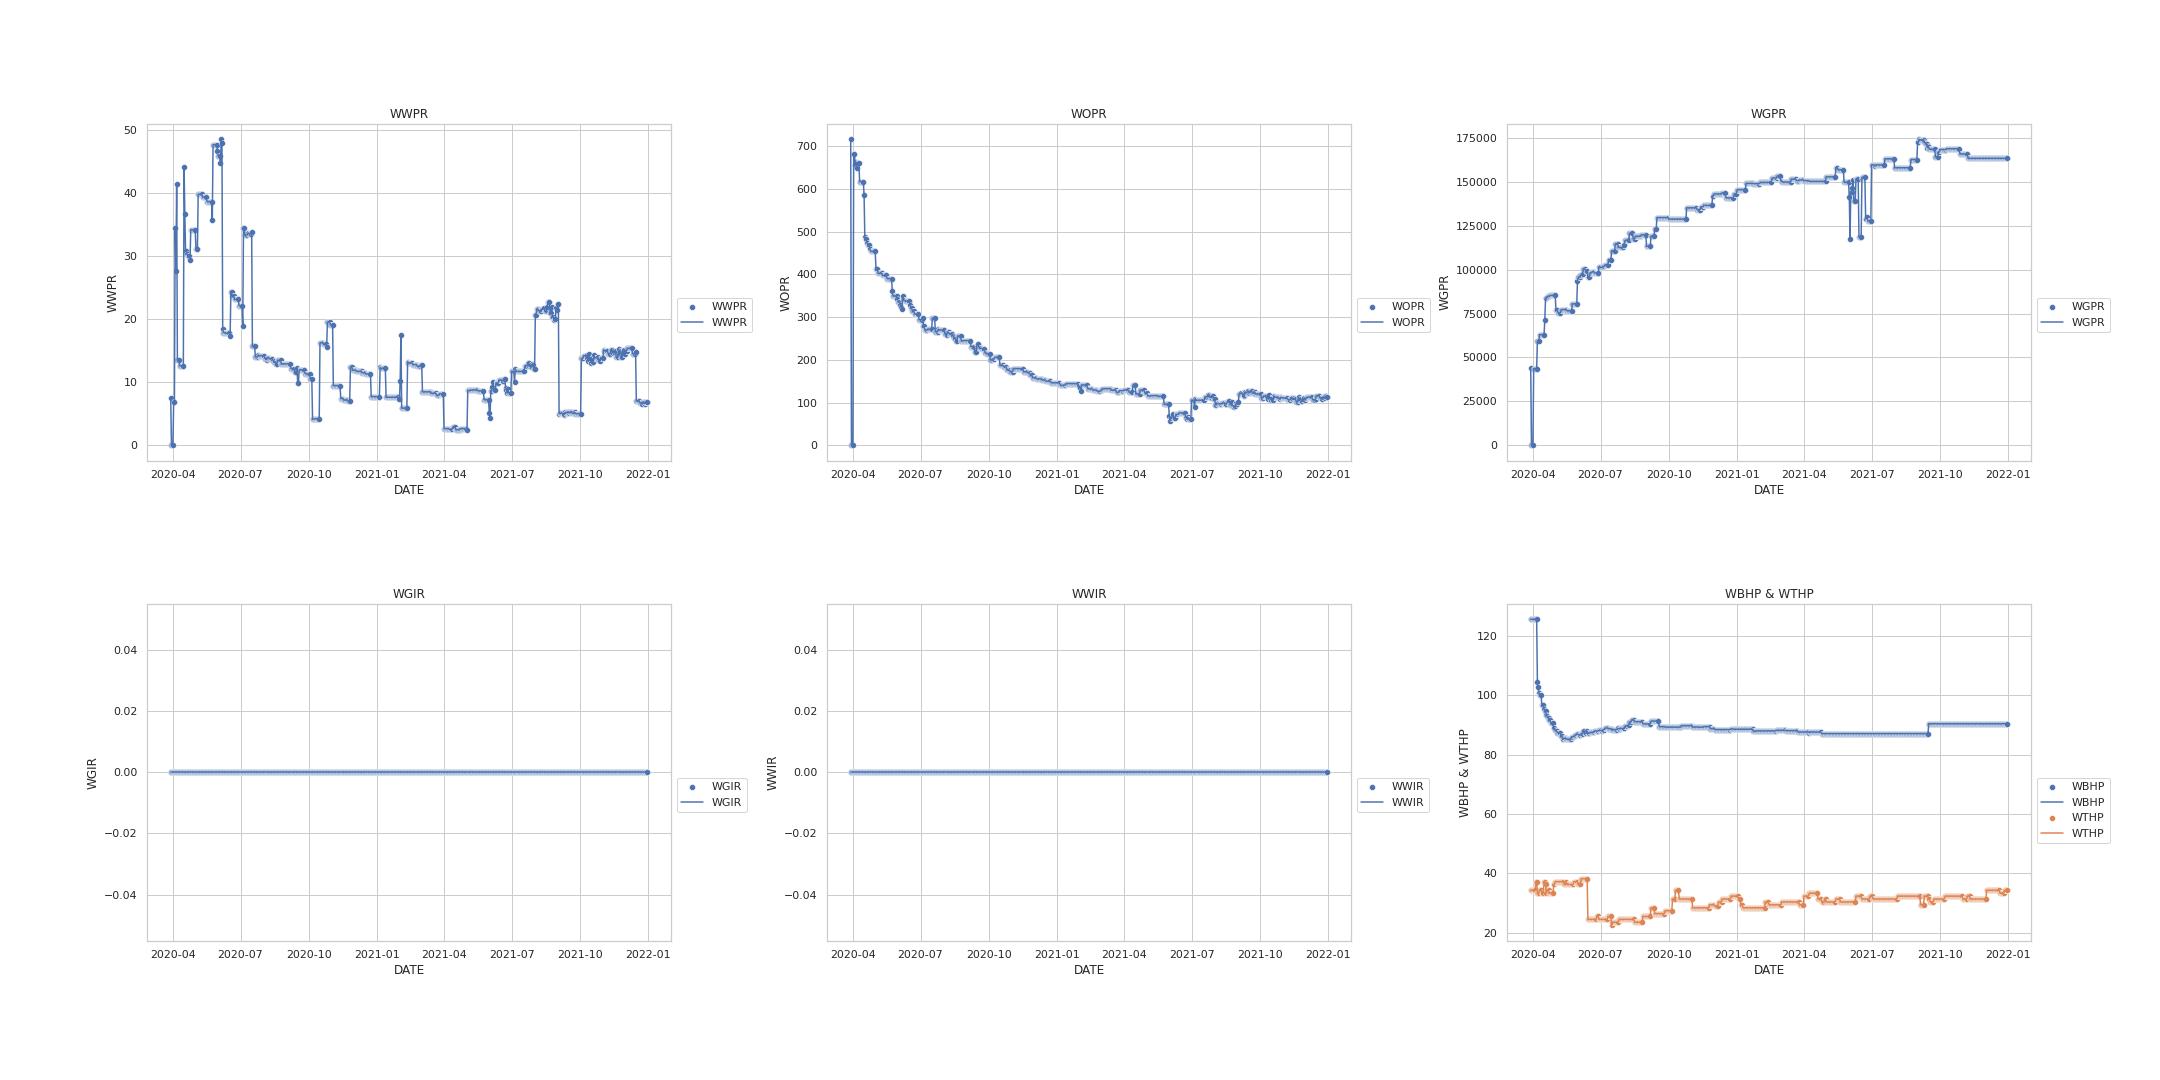 WWPR
50
40
30
20
10
0
WWPR
2020-04 2020-07 2020-10 2021-01 2021-04 2021-07 2021-10 2022-01
DATE
WWPR
WWPR
WOPR
700
600
500
400
300
200
100
0
WOPR
2020-04 2020-07 2020-10 2021-01 2021-04 2021-07 2021-10 2022-01
DATE
WOPR
WOPR
WGPR
175000
150000
125000
100000
75000
50000
25000
0
WGPR
2020-04 2020-07 2020-10 2021-01 2021-04 2021-07 2021-10 2022-01
DATE
WGPR
WGPR
WGIR
0.04
0.02
0.00
−0.02
−0.04
WGIR
2020-04 2020-07 2020-10 2021-01 2021-04 2021-07 2021-10 2022-01
DATE
WGIR
WGIR
WWIR
0.04
0.02
0.00
−0.02
−0.04
WWIR
2020-04 2020-07 2020-10 2021-01 2021-04 2021-07 2021-10 2022-01
DATE
WWIR
WWIR
WBHP & WTHP
120
100
80
60
40
20
WBHP & WTHP
2020-04 2020-07 2020-10 2021-01 2021-04 2021-07 2021-10 2022-01
DATE
WBHP
WBHP
WTHP
WTHP